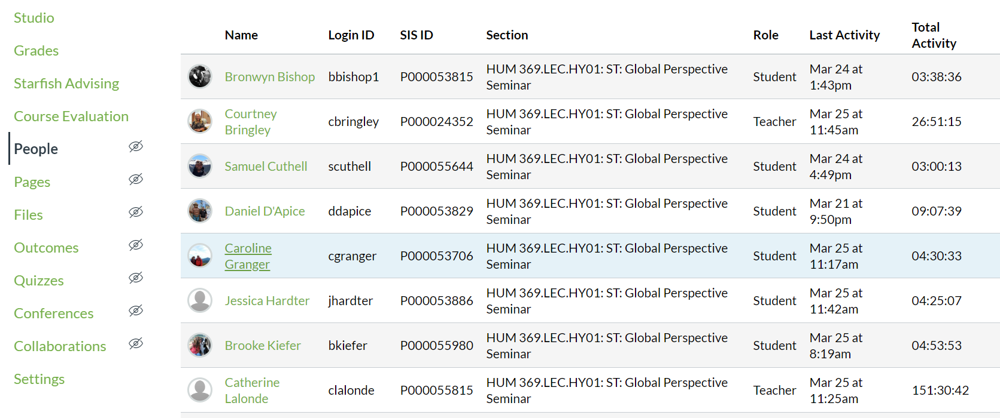 Studio
Grades
Starfish Advising
Course Evaluation
People
Pages
Files
Outcomes
Quizzes
Conferences
Collaborations
Settings
Name Login ID SIS ID Section Role Last Activity Total
Activity
Bronwyn Bishop bbishop1 P000053815 HUM 369.LEC.HY01: ST: Global Perspective Student Mar 24 at 03:38:36
Seminar 1:43pm
Courtney cbringley P000024352 HUM 369.LEC.HY01: ST: Global Perspective Teacher Mar 25 at 26:51:15
Bringley Seminar 11:45am
Samuel Cuthell scuthell P000055644 HUM 369.LEC.HY01: ST: Global Perspective Student Mar 24 at 03:00:13
Seminar 4:49pm
Daniel D'Apice ddapice P000053829 HUM 369.LEC.HY01: ST: Global Perspective Student Mar 21 at 09:07:39
Seminar 9:50pm
Caroline cgranger P000053706 HUM 369.LEC.HY01: ST: Global Perspective Student Mar 25 at 04:30:33
Granger Seminar 11:17am
Jessica Hardter jhardter P000053886 HUM 369.LEC.HY01: ST: Global Perspective Student Mar 25 at 04:25:07
Seminar 11:42am
Brooke Kiefer bkiefer P000055980 HUM 369.LEC.HY01: ST: Global Perspective Student Mar 25 at 04:53:53
Seminar 8:19am
Catherine clalonde P000055815 HUM 369.LEC.HY01: ST: Global Perspective Teacher Mar 25 at 151:30:42
Lalonde Seminar 11:25am